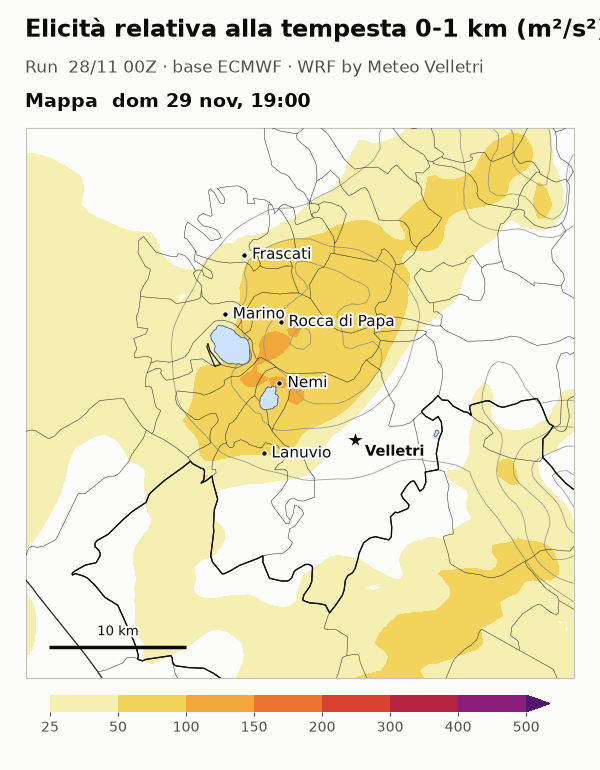 Elicità relativa alla tempesta 0-1 km (m²/s²)
Run 28/11 00Z · base ECMWF · WRF by Meteo Velletri
Mappa dom 29 nov, 19:00
Frascati
Marino
Rocca di Papa
Nemi
Velletri
Lanuvio
10 km
25 50 100 150 200 300 400 500